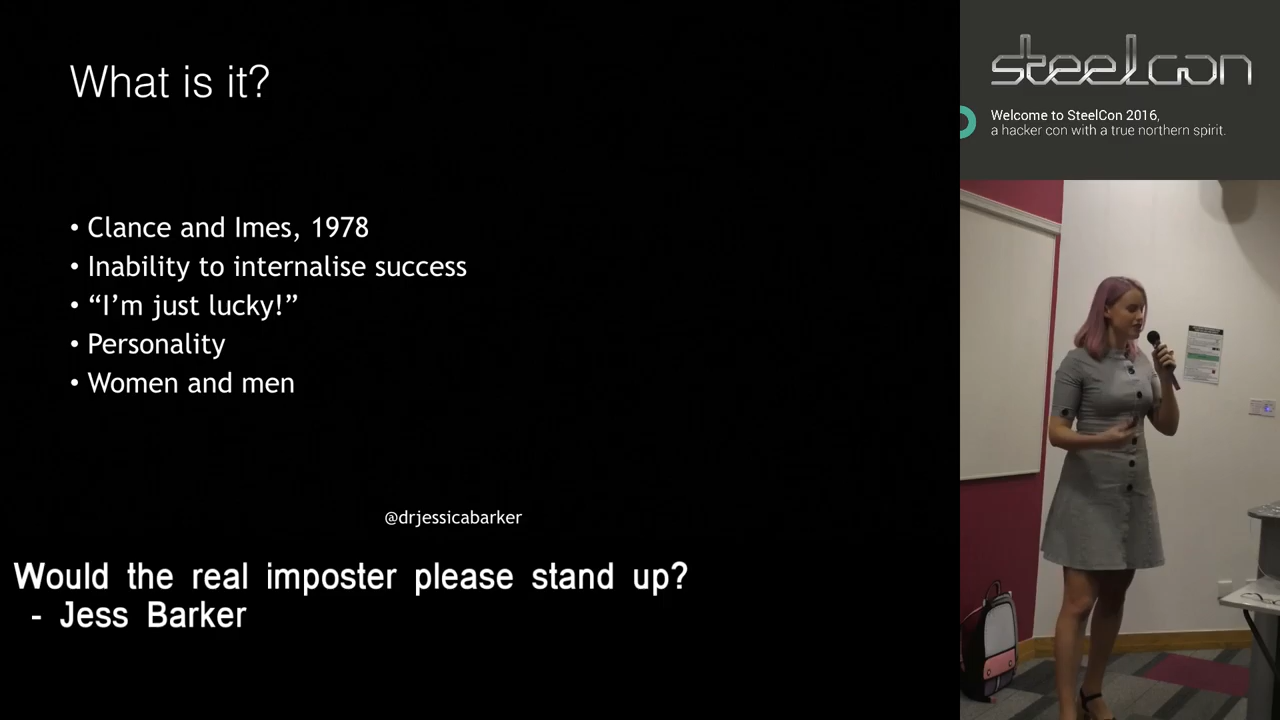 What is it?
• Clance and Imes, 1978
• Inability to internalise success
• “I’m just lucky!”
• Personality
• Women and men
@drjessicabarker
Would the real imposter please stand up?
- Jess Barker
steelcon
Welcome to SteelCon 2016,
a hacker con with a true northern spirit.